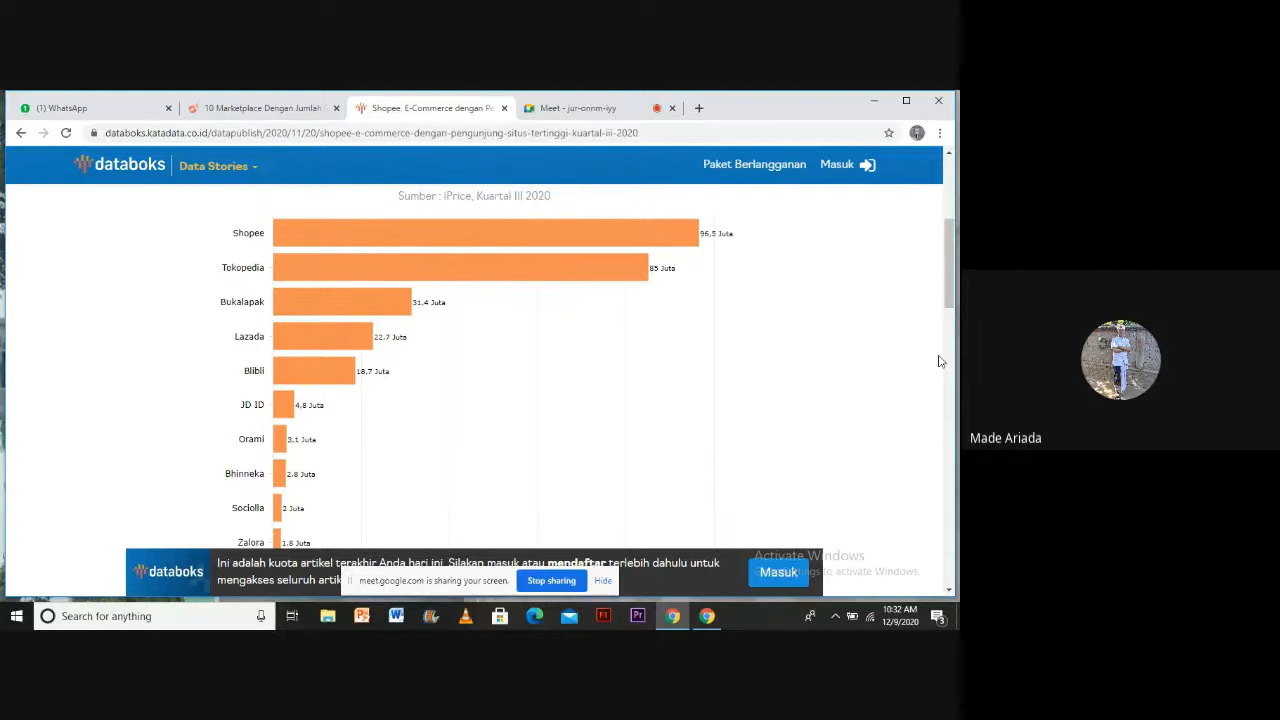 (1) WhatsApp
10 Marketplace Dengan Jumlah
Shopee, E-Commerce dengan Pe
Meet - jur-onnm-iyy
databoks.katadata.co.id/datapublish/2020/11/20/shopee-e-commerce-dengan-pengunjung-situs-tertinggi-kuartal-iii-2020
databoks
Data Stories
Paket Berlangganan
Masuk
Sumber : iPrice, Kuartal III 2020
Shopee 96,5 Juta
Tokopedia 85 Juta
Bukalapak 31,4 Juta
Lazada 22,7 Juta
Blibli 18,7 Juta
JD ID 4,8 Juta
Orami 3,1 Juta
Bhinneka 2,8 Juta
Sociolla 2 Juta
Zalora 1,8 Juta
Made Ariada
databoks
Ini adalah kuota artikel terakhir Anda hari ini. Silakan masuk atau mendaftar terlebih dahulu untuk
mengakses seluruh artik
Masuk
Activate Windows
ngs to activate Windows.
meet.google.com is sharing your screen.
Stop sharing
Hide
Search for anything
10:32 AM
12/9/2020
3